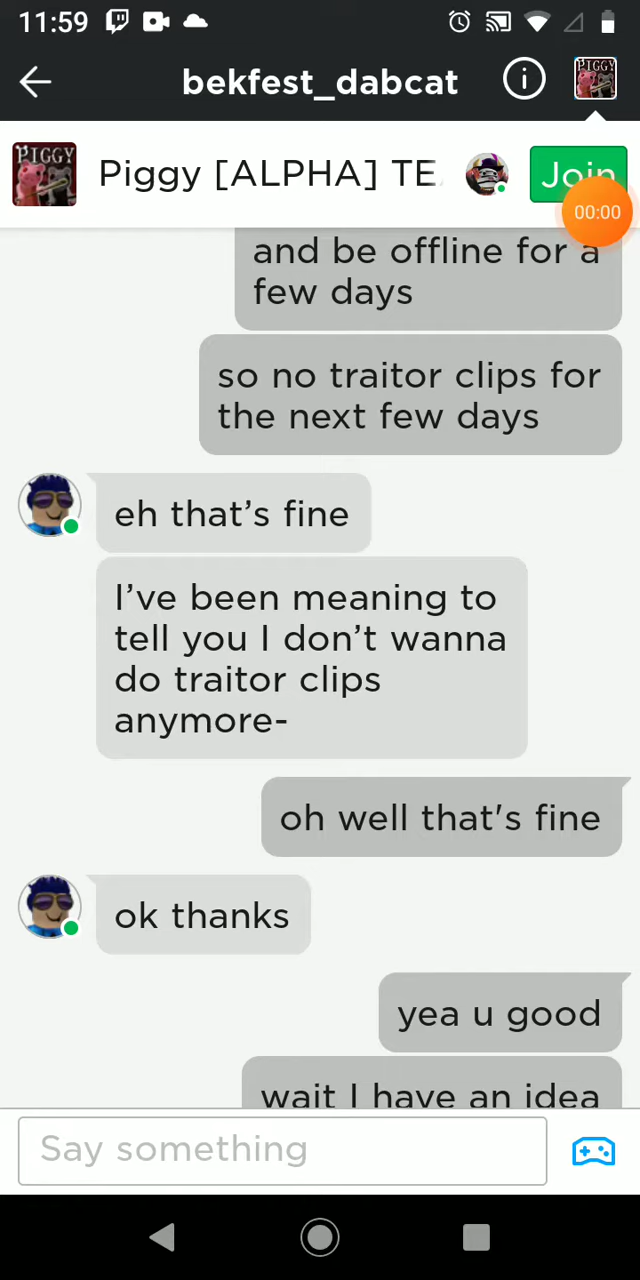 11:59
bekfest_dabcat
PIGGY
PIGGY
Piggy [ALPHA] TE
Join
00:00
and be offline for a
few days
so no traitor clips for
the next few days
eh that’s fine
I’ve been meaning to
tell you I don’t wanna
do traitor clips
anymore-
oh well that's fine
ok thanks
yea u good
wait I have an idea
Say something